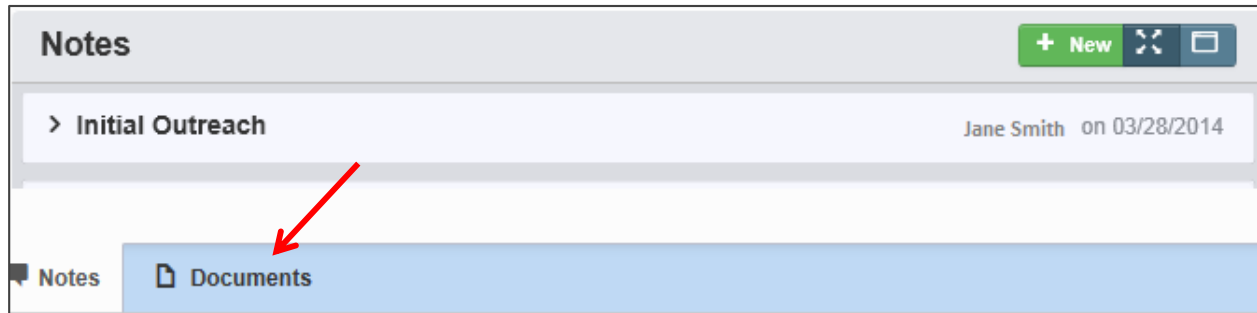 Notes
+ New
> Initial Outreach Jane Smith on 03/28/2014
Notes Documents